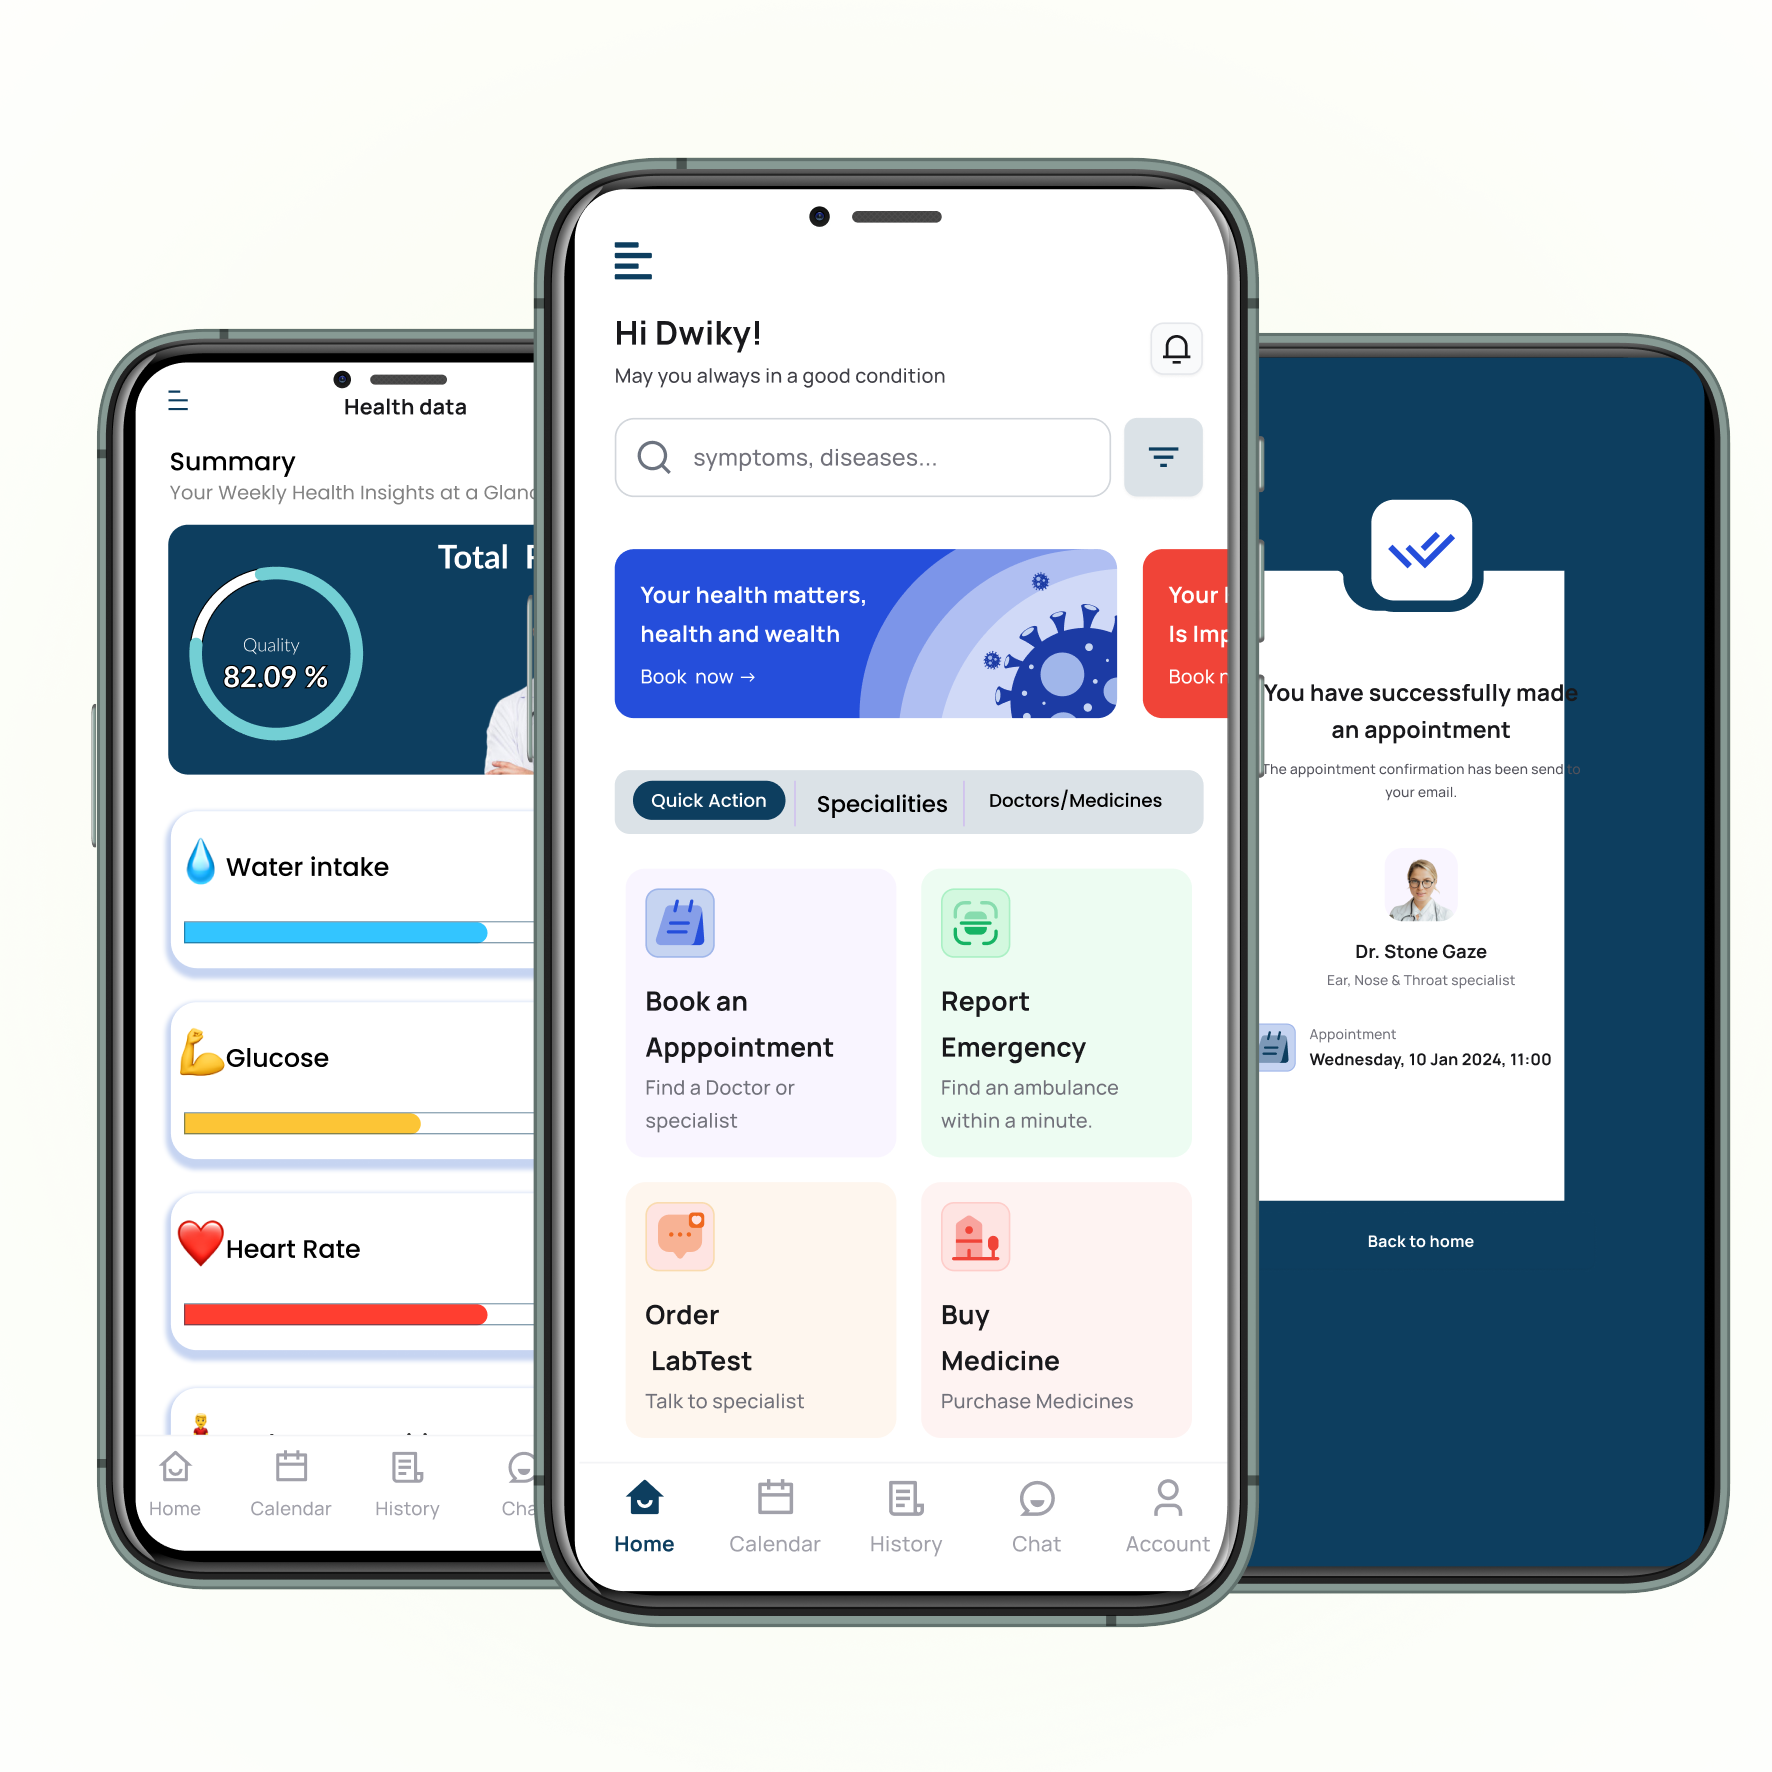 Health data
Summary
Your Weekly Health Insights at a
Total
Quality
82.09 %
Water intake
Glucose
Heart Rate
Home
Calendar
History
Hi Dwiky!
May you always in a good condition
symptoms, diseases...
Your health matters,
health and wealth
Book now →
Your
Is
Book
Quick Action
Specialities
Doctors/Medicines
Book an
Apppointment
Find a Doctor or
specialist
Report
Emergency
Find an ambulance
within a minute.
Order
LabTest
Talk to specialist
Buy
Medicine
Purchase Medicines
Home
Calendar
History
Chat
Account
You have successfully made
an appointment
The appointment confirmation has been send to
your email.
Dr. Stone Gaze
Ear, Nose & Throat specialist
Appointment
Wednesday, 10 Jan 2024, 11:00
Back to home